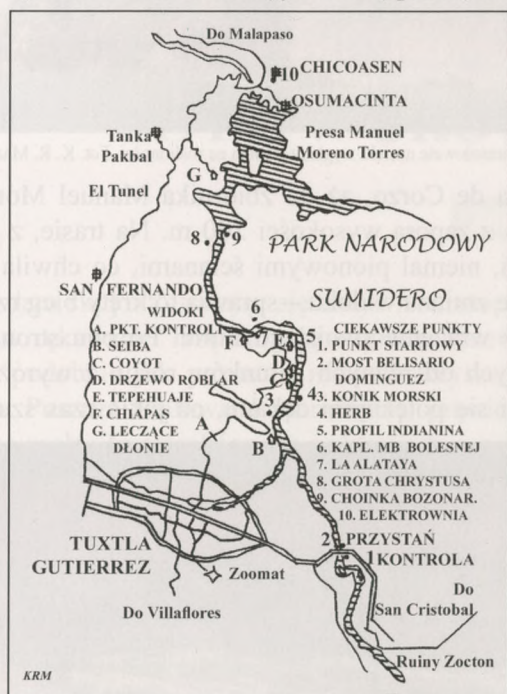 Do Malapaso
10 CHICOASEN
OSUMACINTA
Presa Manuel
Moreno Torres
Tanka
Pakbal
G
El Tunel
8 9
PARK NARODOWY
SUMIDERO
SAN FERNANDO
WIDOKI
A. PKT. KONTROLI
B. SEIBA
C. COYOT
D. DRZEWO ROBLAR
E. TEPEHUAJE
F. CHIAPAS
G. LECZĄCE
DŁONIE
6
F
E
5
D
C
3
4
A
B
CIEKAWSZE PUNKTY
1. PUNKT STARTOWY
2. MOST BELISARIO
DOMINGUEZ
3. KONIK MORSKI
4. HERB
5. PROFIL INDIANINA
6. KAPL. MB BOLESNEJ
7. LA ALATAYA
8. GROTA CHRYSTUSA
9. CHOINKA BOZONAR.
10. ELEKTROWNIA
TUXTLA
GUTIERREZ
2 PRZYSTAŃ
1 KONTROLA
Zoomat
Do Villaflores
Do
San Cristobal
Ruiny Zocton
KRM